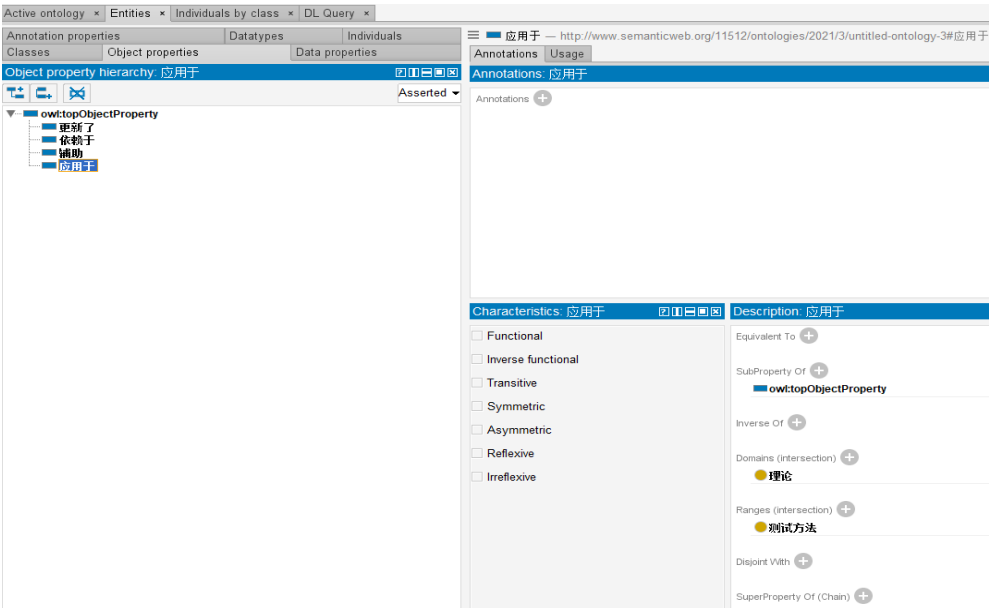 Active ontology × Entities × Individuals by class × DL Query ×
Annotation properties Datatypes Individuals
Classes Object properties Data properties
Object property hierarchy: 应用于
Asserted
owl:topObjectProperty
更新了
依赖于
辅助
应用于
应用于 — http://www.semanticweb.org/11512/ontologies/2021/3/untitled-ontology-3#应用于
Annotations Usage
Annotations: 应用于
Annotations
Characteristics: 应用于
Functional
Inverse functional
Transitive
Symmetric
Asymmetric
Reflexive
Irreflexive
Description: 应用于
Equivalent To
SubProperty Of
owl:topObjectProperty
Inverse Of
Domains (intersection)
理论
Ranges (intersection)
测试方法
Disjoint With
SuperProperty Of (Chain)